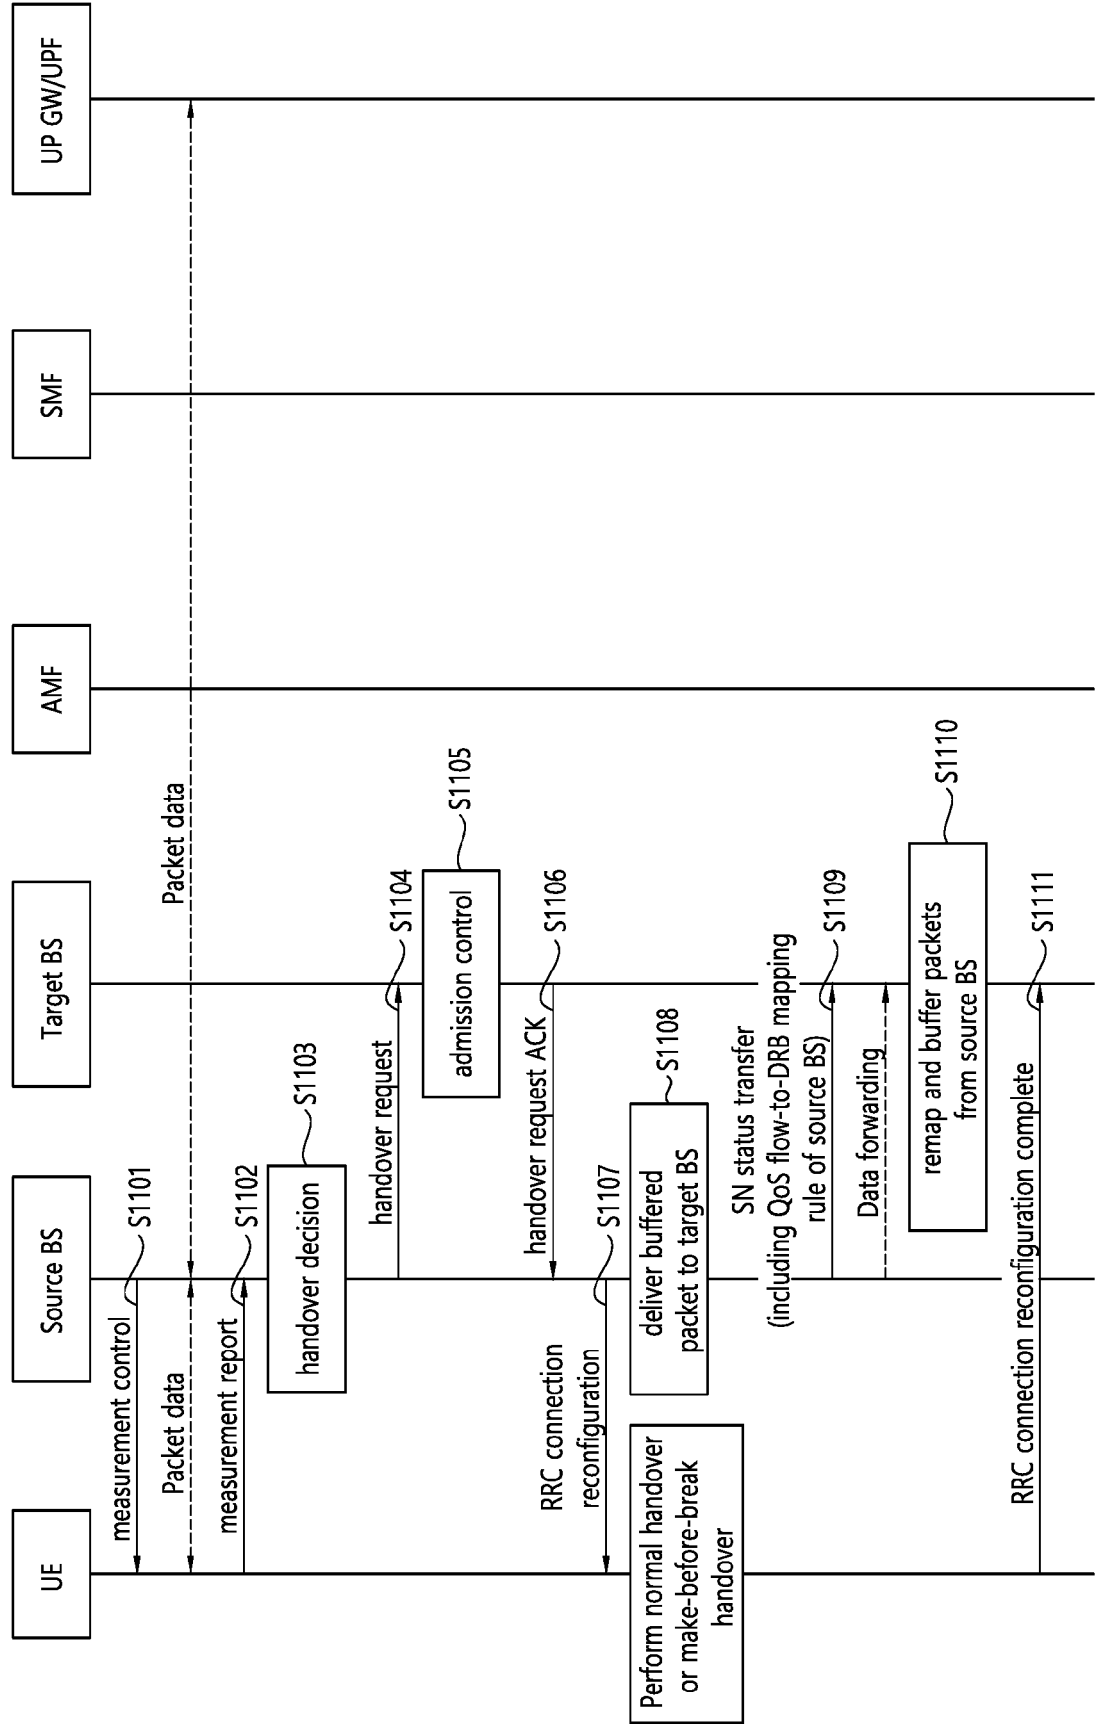 UE
Source BS
Target BS
AMF
SMF
UP GW/UPF
measurement control
S1101
Packet data
Packet data
measurement report
S1102
handover decision
S1103
handover request
S1104
admission control
S1105
handover request ACK
S1106
RRC connection
reconfiguration
S1107
Perform normal handover
or make-before-break
handover
deliver buffered
packet to target BS
S1108
SN status transfer
(including QoS flow-to-DRB mapping
rule of source BS)
S1109
Data forwarding
remap and buffer packets
from source BS
S1110
RRC connection reconfiguration complete
S1111